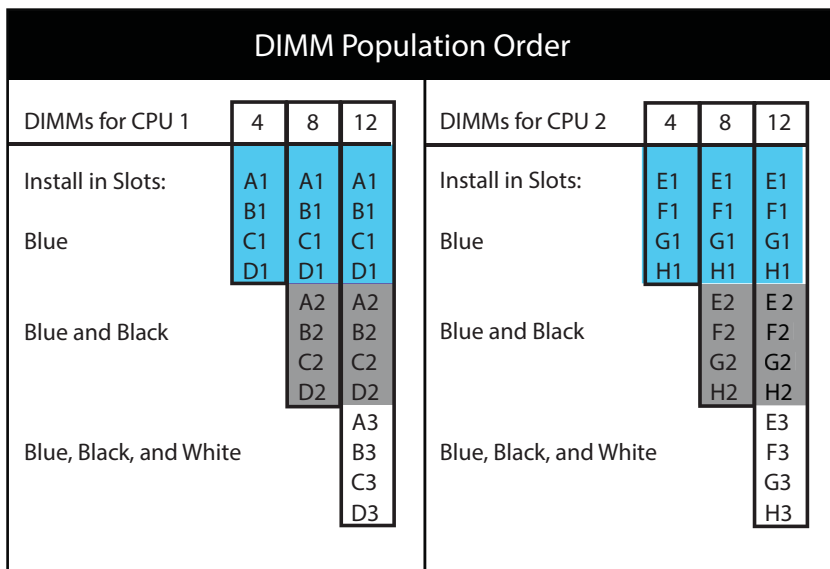 DIMM Population Order
DIMMs for CPU 1 4 8 12
Install in Slots: A1 A1 A1
B1 B1 B1
Blue C1 C1 C1
D1 D1 D1
A2 A2
Blue and Black B2 B2
C2 C2
D2 D2
A3
Blue, Black, and White B3
C3
D3
DIMMs for CPU 2 4 8 12
Install in Slots: E1 E1 E1
F1 F1 F1
Blue G1 G1 G1
H1 H1 H1
E2 E 2
Blue and Black F2 F2
G2 G2
H2 H2
E3
Blue, Black, and White F3
G3
H3